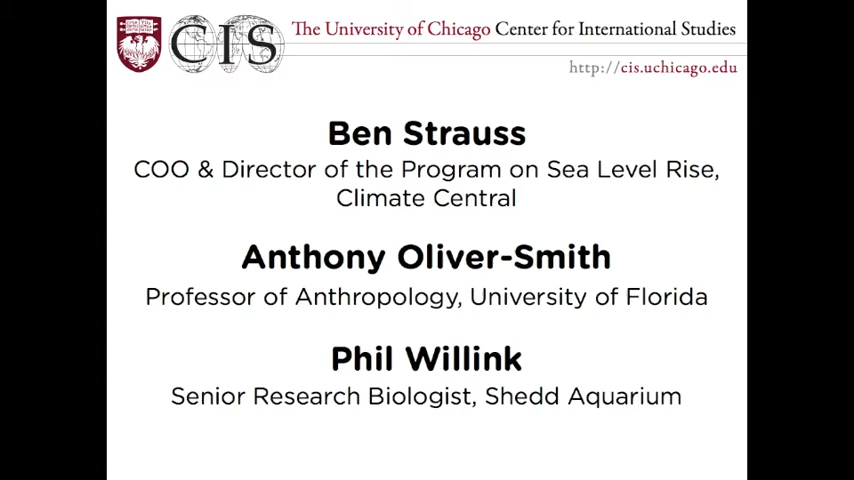 CIS
The University of Chicago Center for International Studies
http://cis.uchicago.edu
Ben Strauss
COO & Director of the Program on Sea Level Rise,
Climate Central
Anthony Oliver-Smith
Professor of Anthropology, University of Florida
Phil Willink
Senior Research Biologist, Shedd Aquarium